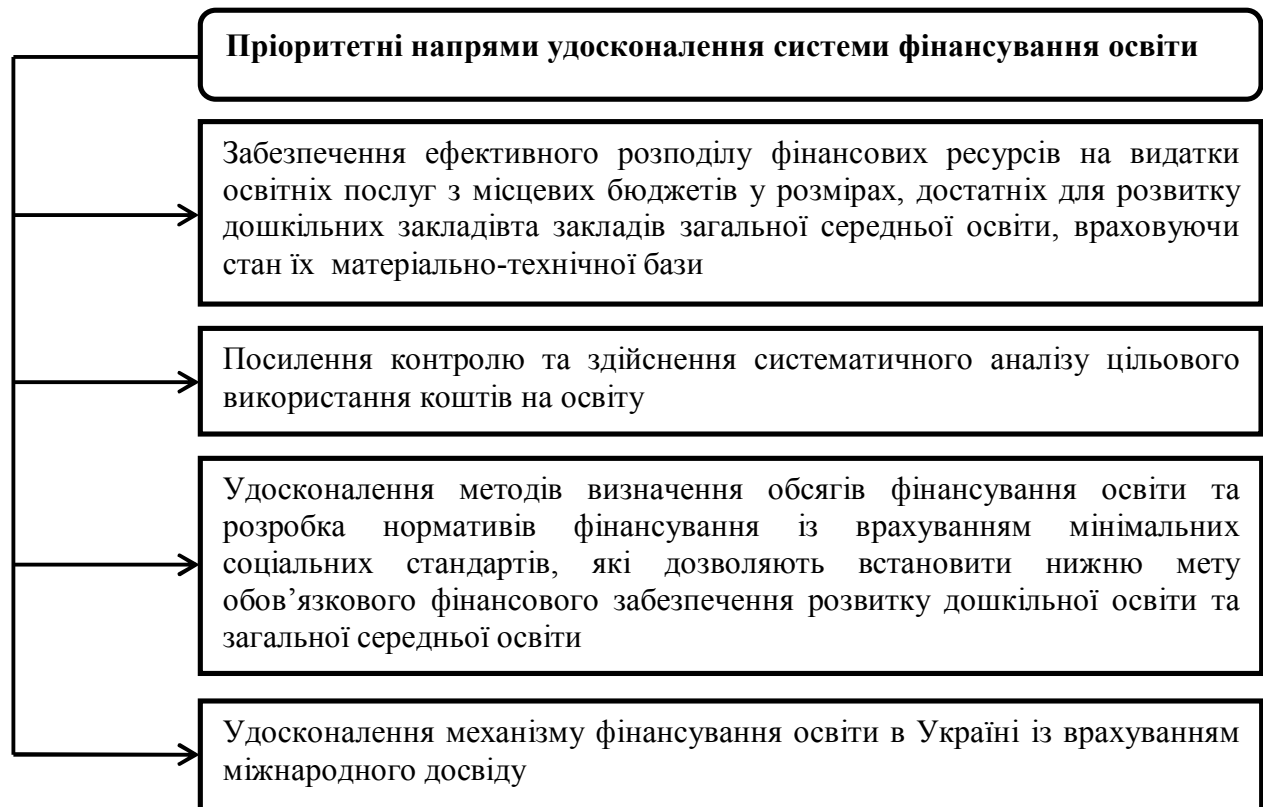 Пріоритетні напрями удосконалення системи фінансування освіти
Забезпечення ефективного розподілу фінансових ресурсів на видатки
освітніх послуг з місцевих бюджетів у розмірах, достатніх для розвитку
дошкільних закладівта закладів загальної середньої освіти, враховуючи
стан їх матеріально-технічної бази
Посилення контролю та здійснення систематичного аналізу цільового
використання коштів на освіту
Удосконалення методів визначення обсягів фінансування освіти та
розробка нормативів фінансування із врахуванням мінімальних
соціальних стандартів, які дозволяють встановити нижню мету
обов’язкового фінансового забезпечення розвитку дошкільної освіти та
загальної середньої освіти
Удосконалення механізму фінансування освіти в Україні із врахуванням
міжнародного досвіду